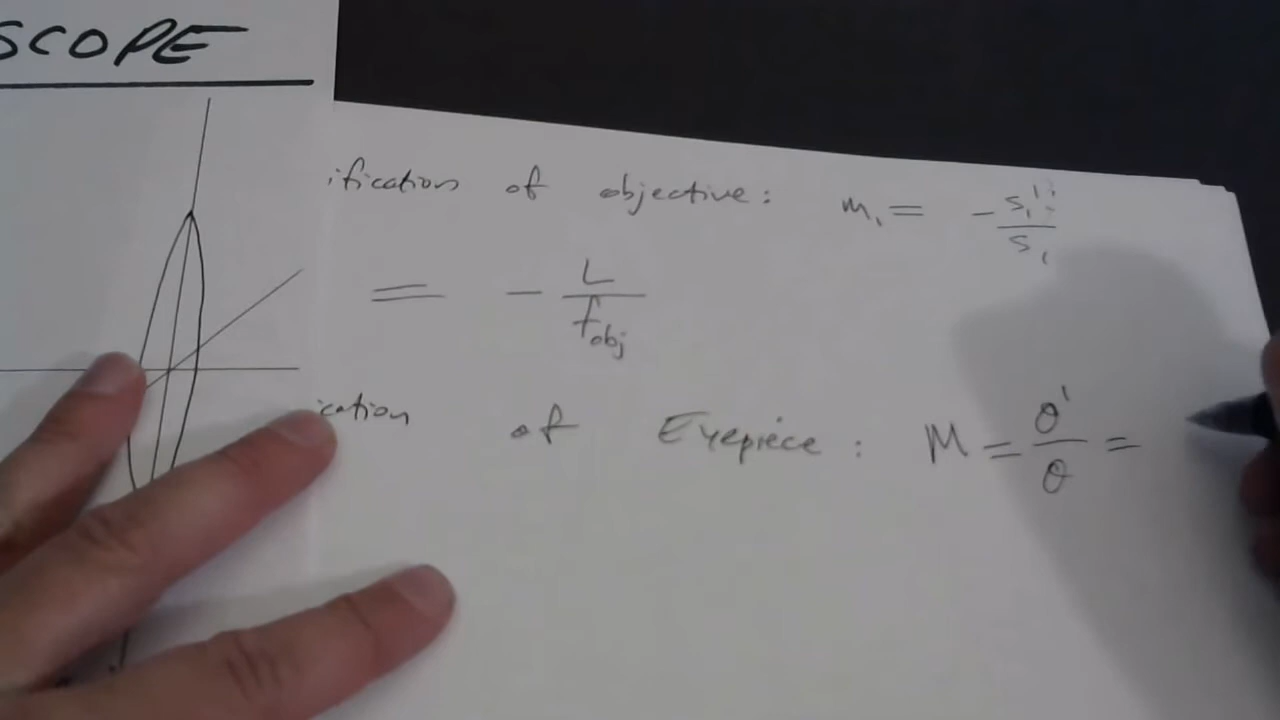 SCOPE
ification of objective: m₁ = - s₁' / s₁
= - L / f_obj
ication of Eyepiece: M = θ' / θ =